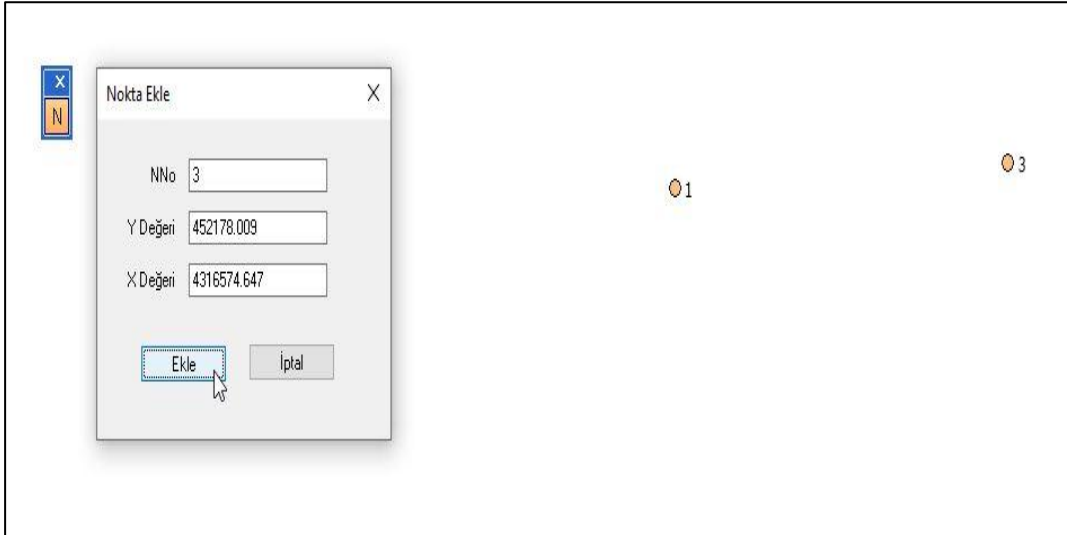 X
N
Nokta Ekle
X
NNo 3
Y Değeri 452178.009
X Değeri 4316574.647
Ekle İptal
1
3